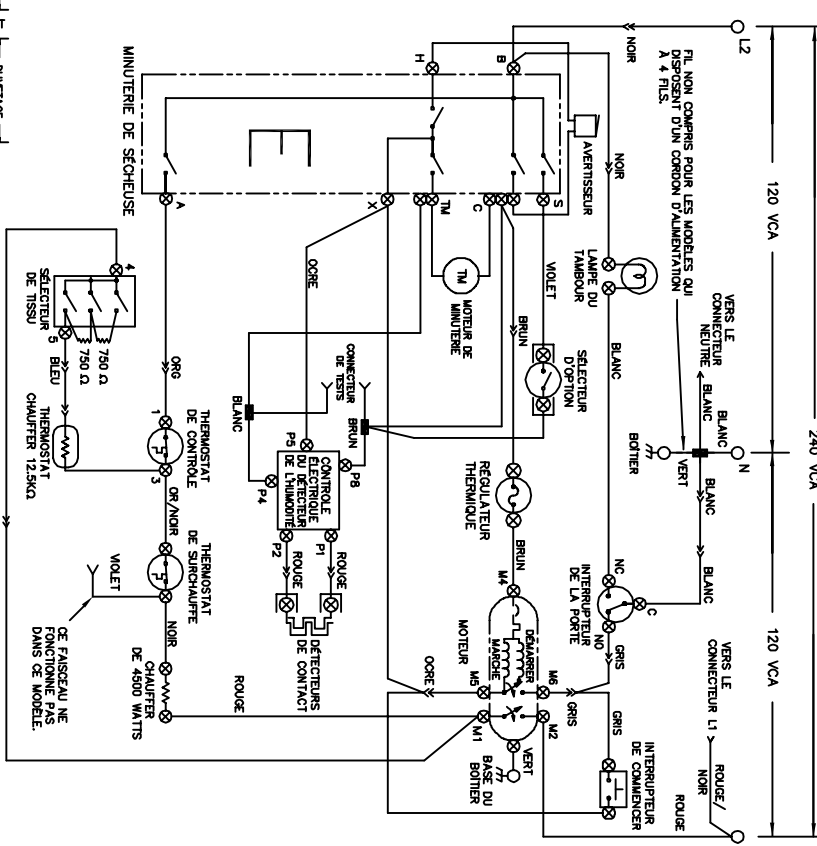 240 VCA
120 VCA
120 VCA
L2
N
NOIR
FIL NON COMPRIS POUR LES MODÈLES QUI
DISPOSENT D'UN CORDON D'ALIMENTATION
À 4 FILS.
VERS LE
CONNECTEUR
NEUTRE
BLANC
BLANC
VERT
BOÎTIER
BLANC
BLANC
VERS LE
CONNECTEUR L1
ROUGE/
NOIR
ROUGE
NOIR
LAMPE DU
TAMBOUR
BLANC
NC
C
NO
INTERRUPTEUR
DE LA PORTE
GRIS
GRIS
GRIS
INTERRUPTEUR
DE COMMENCER
H
B
AVERTISSEUR
MINUTERIE DE SÉCHEUSE
A
X
TM
C
S
VIOLET
SÉLECTEUR
D'OPTION
BRUN
RÉGULATEUR
THERMIQUE
BRUN
M4
DÉMARRER
MARCHE
MOTEUR
M6
M5
M2
M1
VERT
BASE DU
BOÎTIER
TM
MOTEUR DE
MINUTERIE
OCRE
CONNECTEUR
DE TESTS
BLANC
BRUN
P5
P8
P4
CONTROLE
ÉLECTRIQUE
DU DÉTECTEUR
DE L'HUMIDITÉ
P1
P2
ROUGE
ROUGE
DÉTECTEURS
DE CONTACT
OCRE
ROUGE
4
SÉLECTEUR
DE TISSU
5
750 Ω
750 Ω
BLEU
THERMOSTAT
CHAUFFER 12.5KΩ
ORG
1
THERMOSTAT
DE CONTRÔLE
3
OR/NOIR
THERMOSTAT
DE SURCHAUFFE
VIOLET
NOIR
CE FAISCEAU NE
FONCTIONNE PAS
DANS CE MODÈLE.
CHAUFFER
DE 4500 WATTS